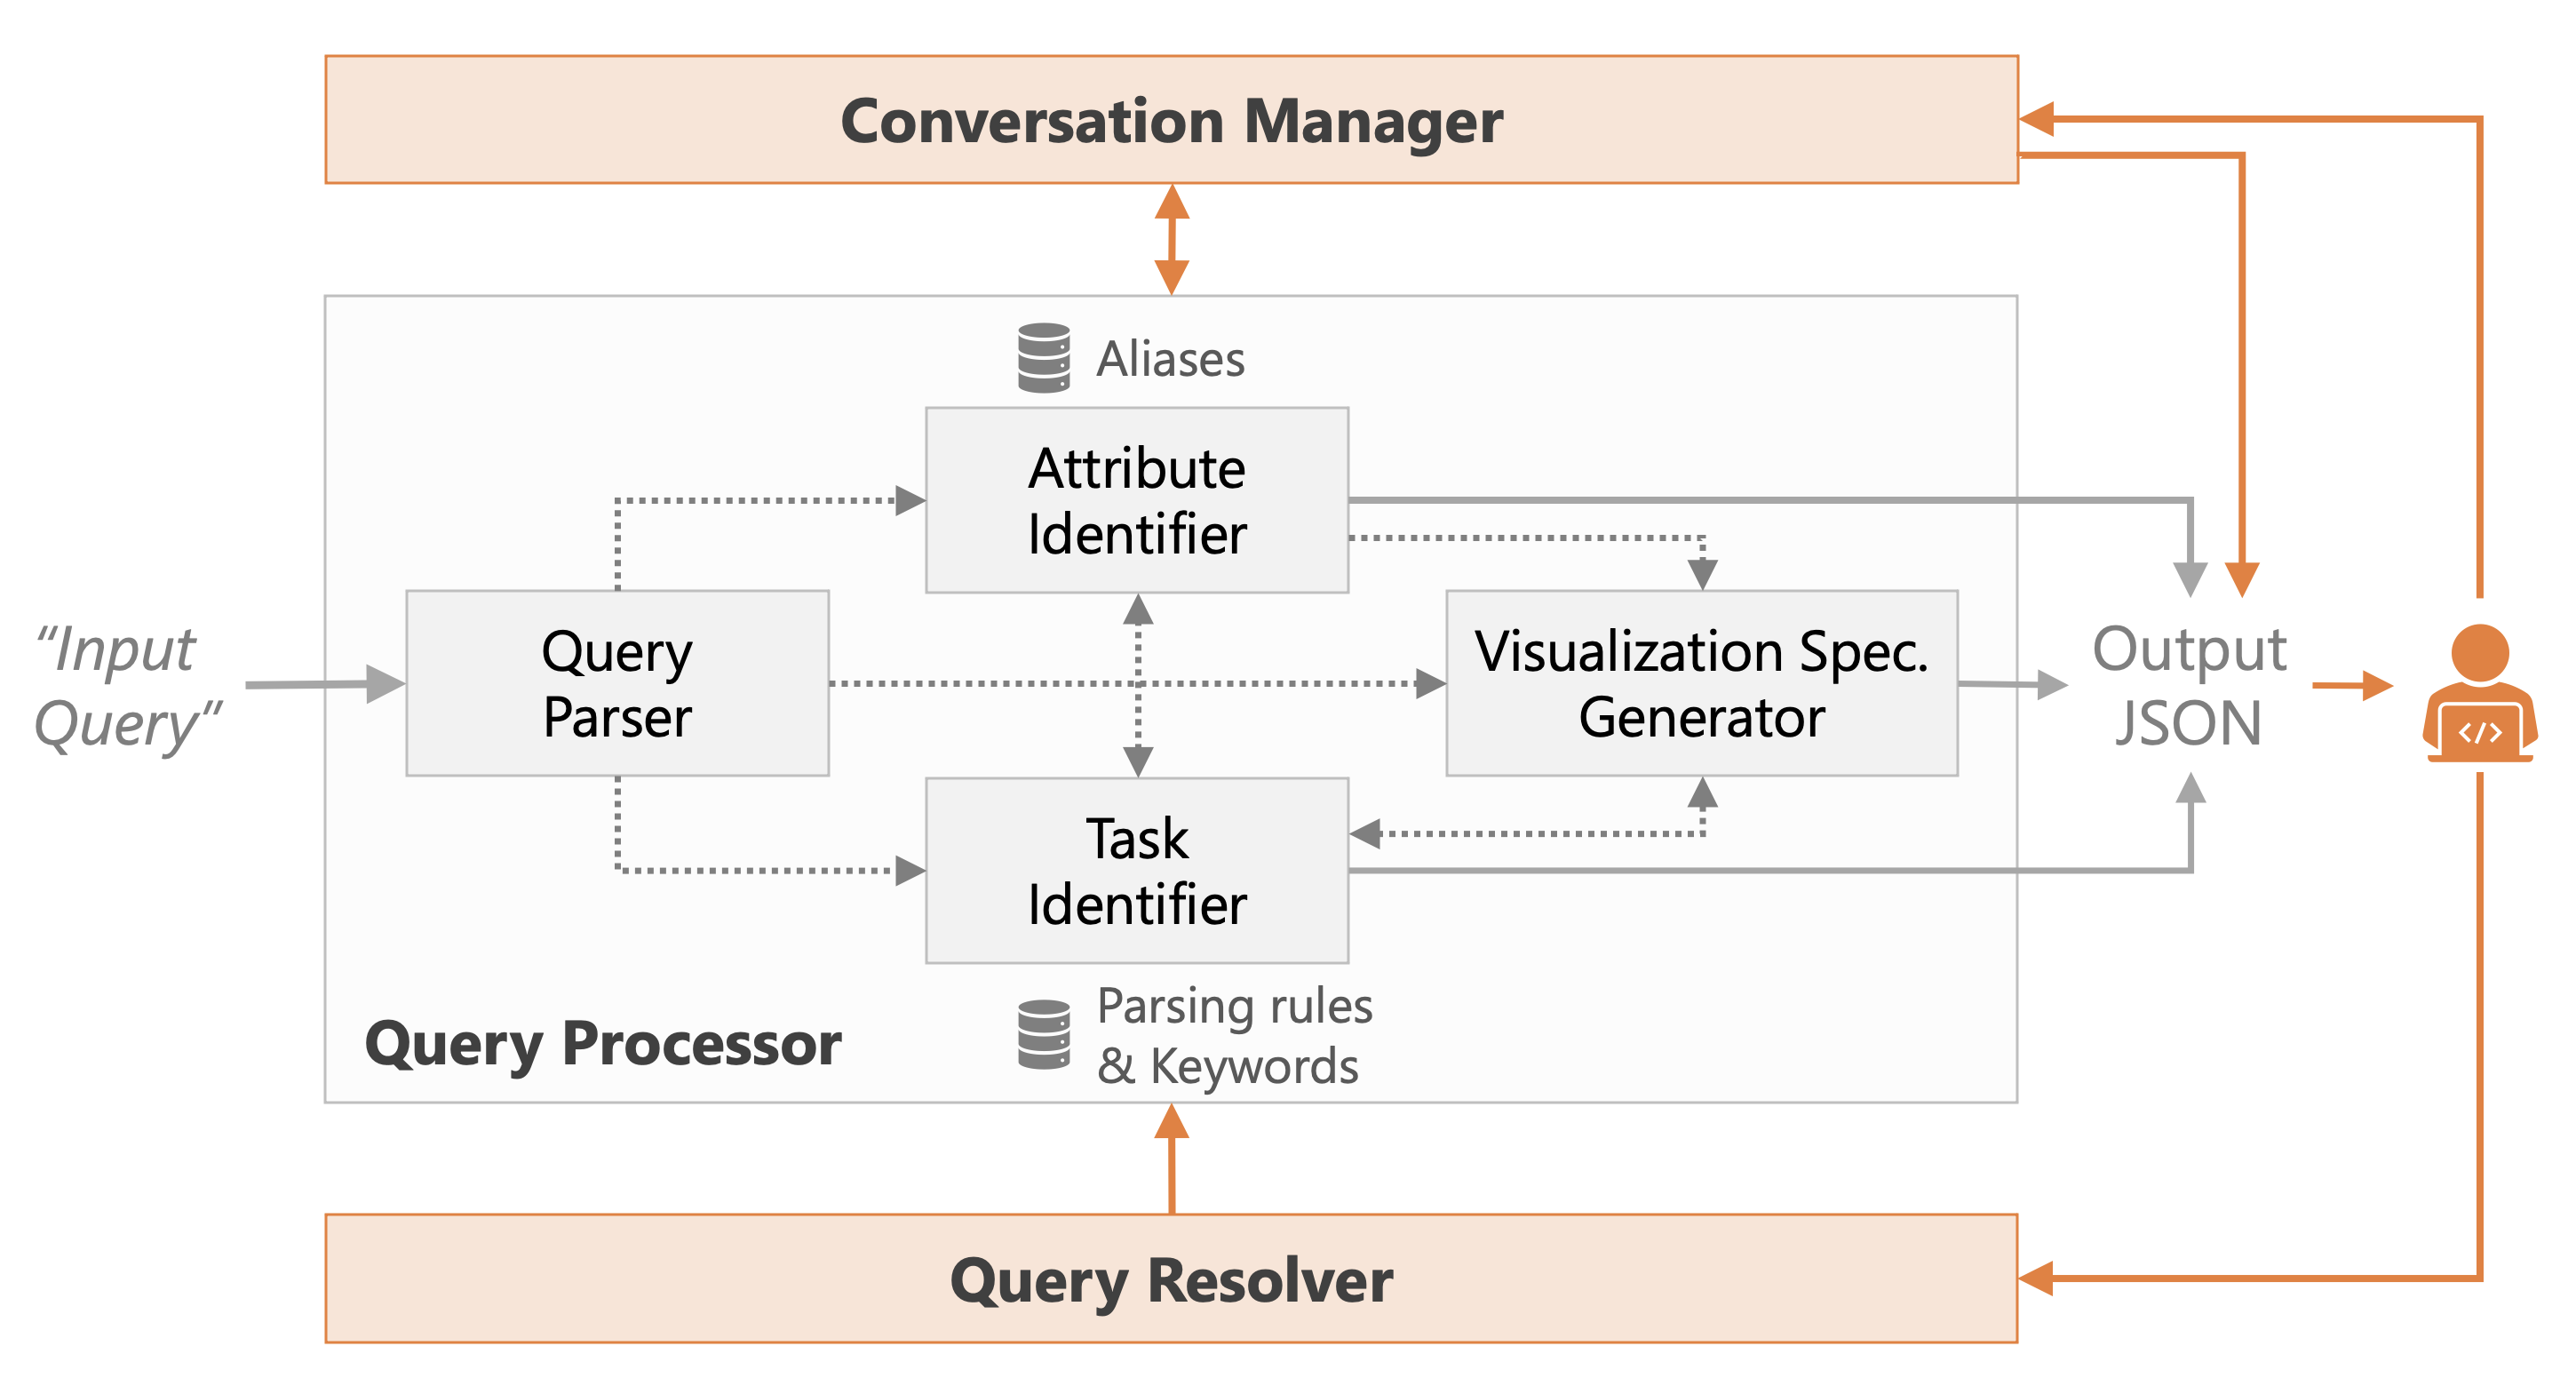 Conversation Manager
Aliases
Attribute
Identifier
“Input
Query”
Query
Parser
Visualization Spec.
Generator
Output
JSON
</>
Task
Identifier
Parsing rules
& Keywords
Query Processor
Query Resolver